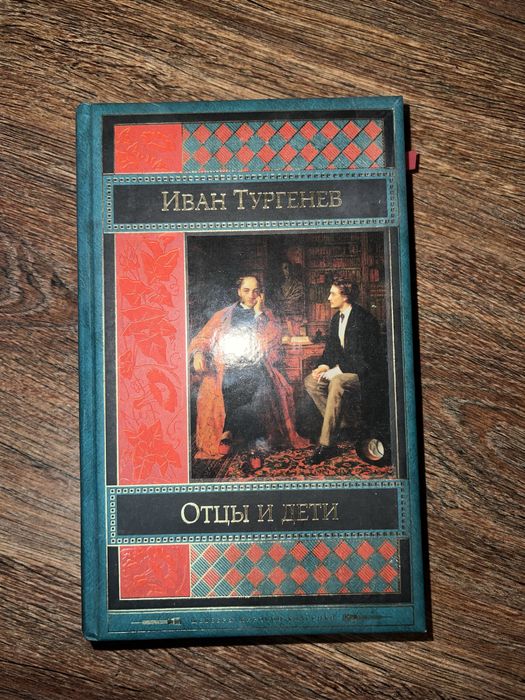 Иван Тургенев
Отцы и дети